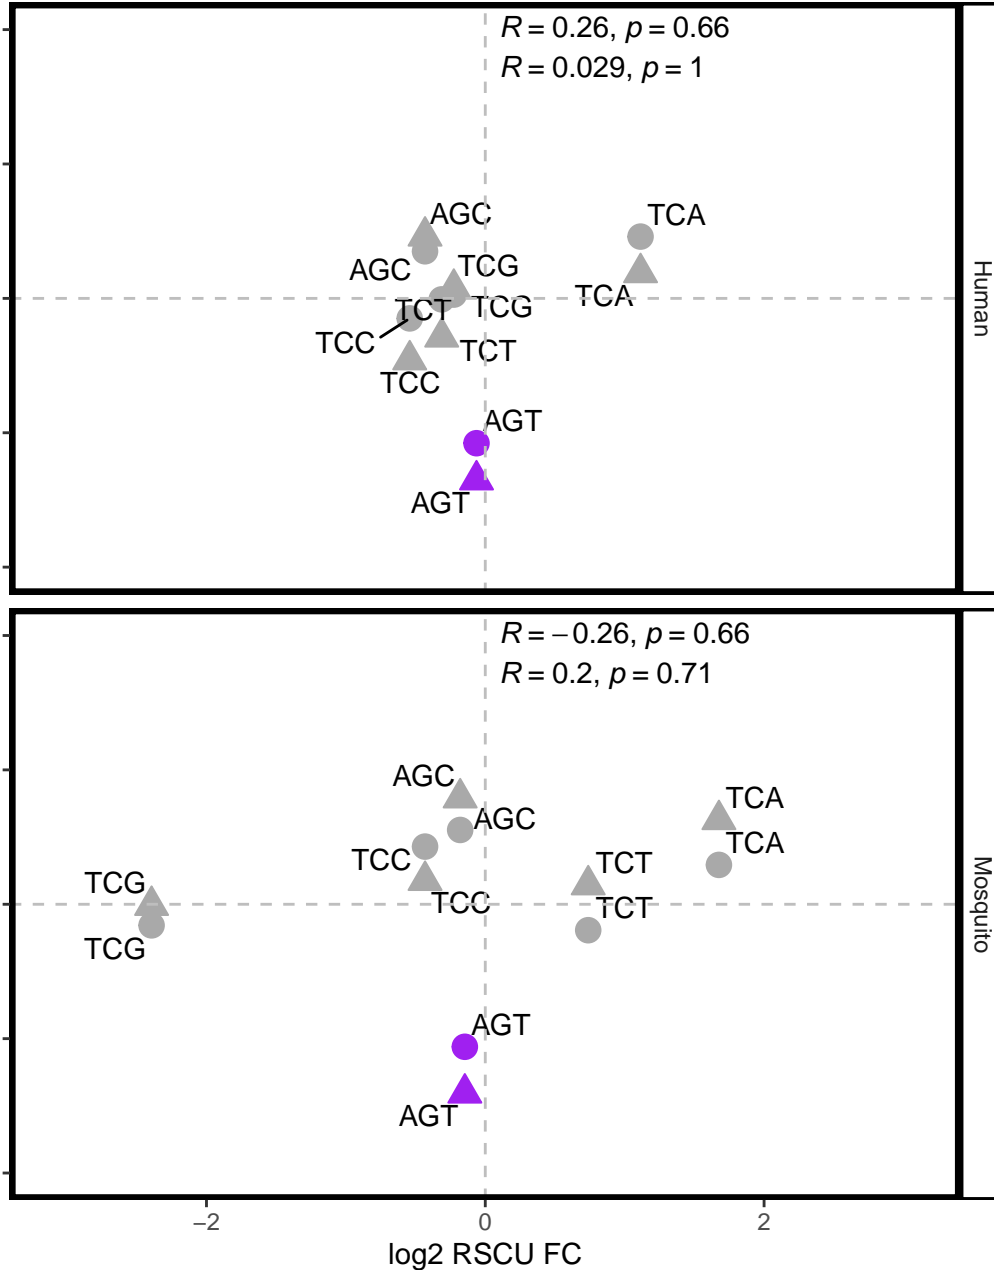 R = 0.26, p = 0.66
R = 0.029, p = 1
AGC
TCA
AGC
TCG
TCA
TCT
TCG
TCC
TCT
TCC
AGT
AGT
Human
R = −0.26, p = 0.66
R = 0.2, p = 0.71
AGC
TCA
AGC
TCA
TCC
TCT
TCG
TCC
TCT
TCG
AGT
AGT
Mosquito
−2
0
2
log2 RSCU FC